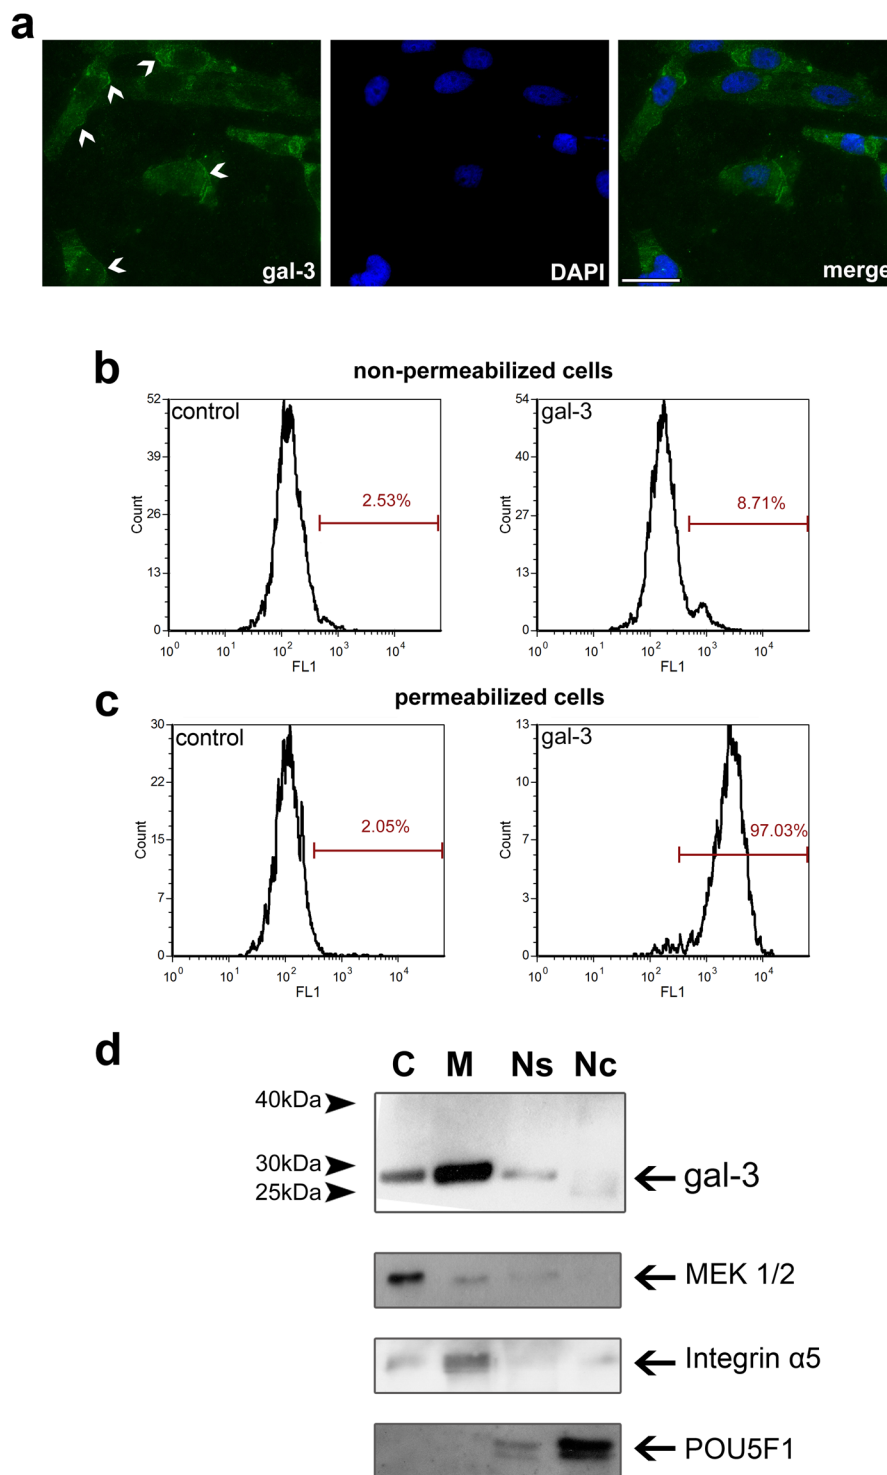 a
gal-3
DAPI
merge
b
non-permeabilized cells
control
52
39
26
13
0
Count
2.53%
10^0 10^1 10^2 10^3 10^4
FL1
gal-3
54
40
27
13
0
Count
8.71%
10^0 10^1 10^2 10^3 10^4
FL1
c
permeabilized cells
control
30
22
15
7
0
Count
2.05%
10^0 10^1 10^2 10^3 10^4
FL1
gal-3
13
10
7
3
0
Count
97.03%
10^0 10^1 10^2 10^3 10^4
FL1
d
C M Ns Nc
40kDa
30kDa
25kDa
gal-3
MEK 1/2
Integrin α5
POU5F1